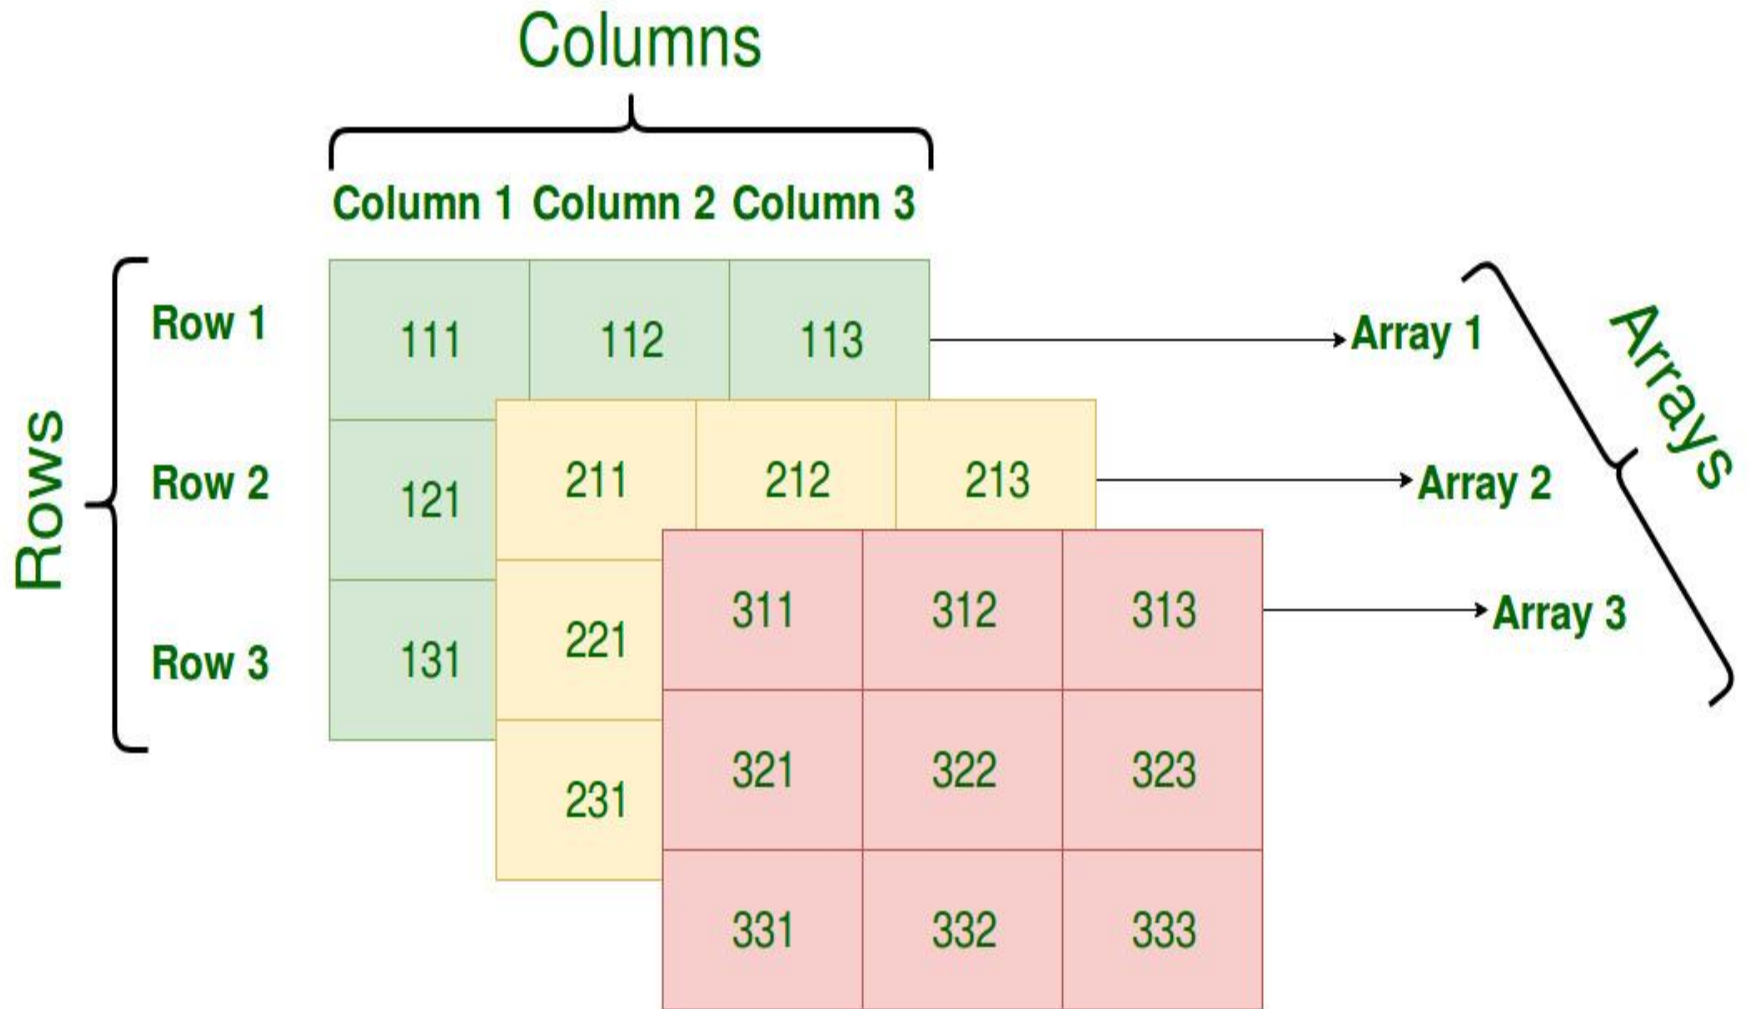 Columns
Column 1 Column 2 Column 3
Rows
Row 1
111 112 113
Array 1
Arrays
Row 2
121
211 212 213
Array 2
311 312 313
Array 3
Row 3
131
221
321 322 323
231
331 332 333